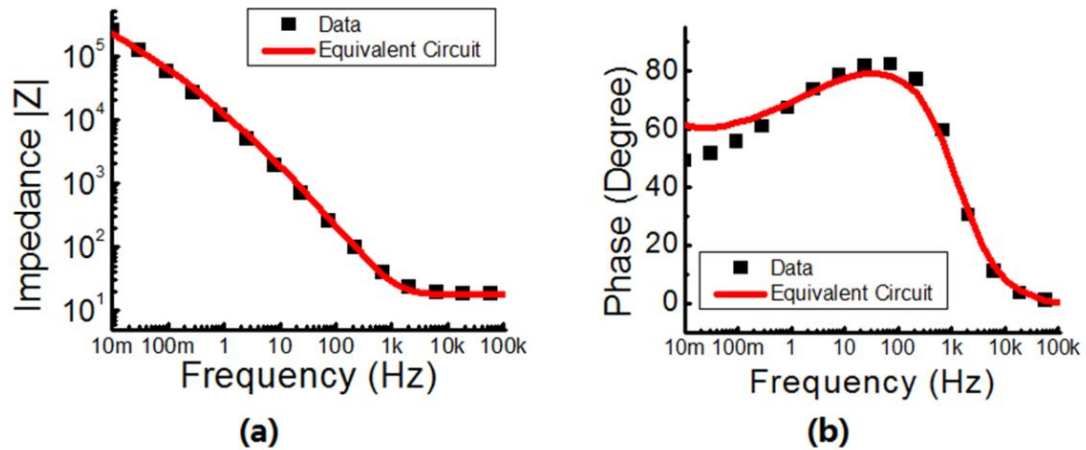 Data
Equivalent Circuit
Impedance |Z|
10⁵
10⁴
10³
10²
10¹
10m 100m 1 10 100 1k 10k 100k
Frequency (Hz)
(a)
Phase (Degree)
80
60
40
20
0
Data
Equivalent Circuit
10m 100m 1 10 100 1k 10k 100k
Frequency (Hz)
(b)